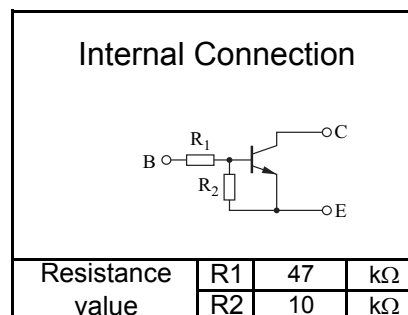 Internal Connection
C
R1
B
R2
E
Resistance value R1 47 kΩ
R2 10 kΩ